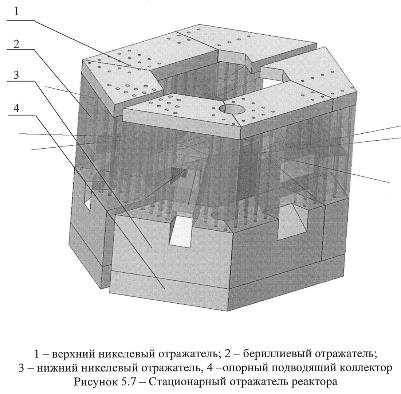 1
2
3
4
1 – верхний никелевый отражатель; 2 – бериллиевый отражатель;
3 – нижний никелевый отражатель, 4 –опорный подводящий коллектор
Рисунок 5.7 – Стационарный отражатель реактора